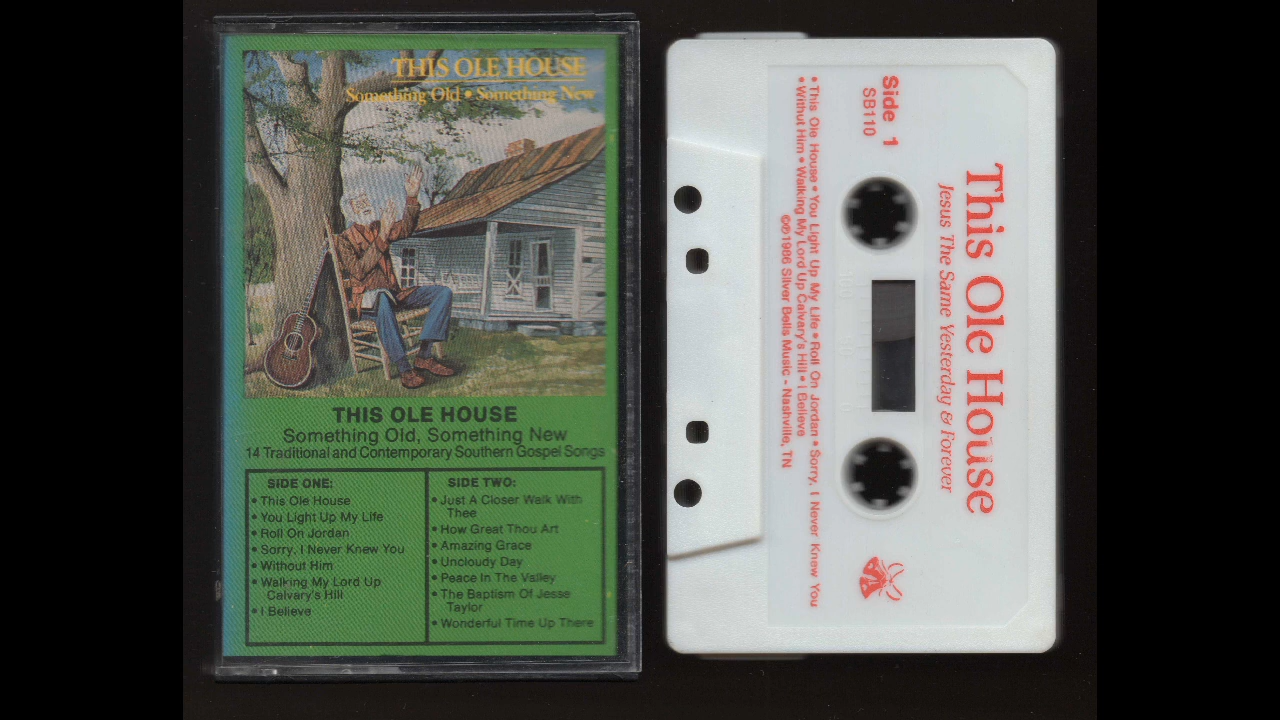 THIS OLE HOUSE
Something Old • Something New
THIS OLE HOUSE
Something Old, Something New
14 Traditional and Contemporary Southern Gospel Songs
SIDE ONE:
• This Ole House
• You Light Up My Life
• Roll On Jordan
• Sorry, I Never Knew You
• Without Him
• Walking My Lord Up
Calvary's Hill
• I Believe
SIDE TWO:
• Just A Closer Walk With
Thee
• How Great Thou Art
• Amazing Grace
• Uncloudy Day
• Peace In The Valley
• The Baptism Of Jesse
Taylor
• Wonderful Time Up There
This Ole House
Jesus The Same Yesterday & Forever
Side 1
SB110
• This Ole House • You Light Up My Life • Roll On Jordan • Sorry, I Never Knew You
• Withut Him • Walking My Lord Up Calvary's Hill • I Believe
©℗1986 Silver Bells Music - Nashville, TN